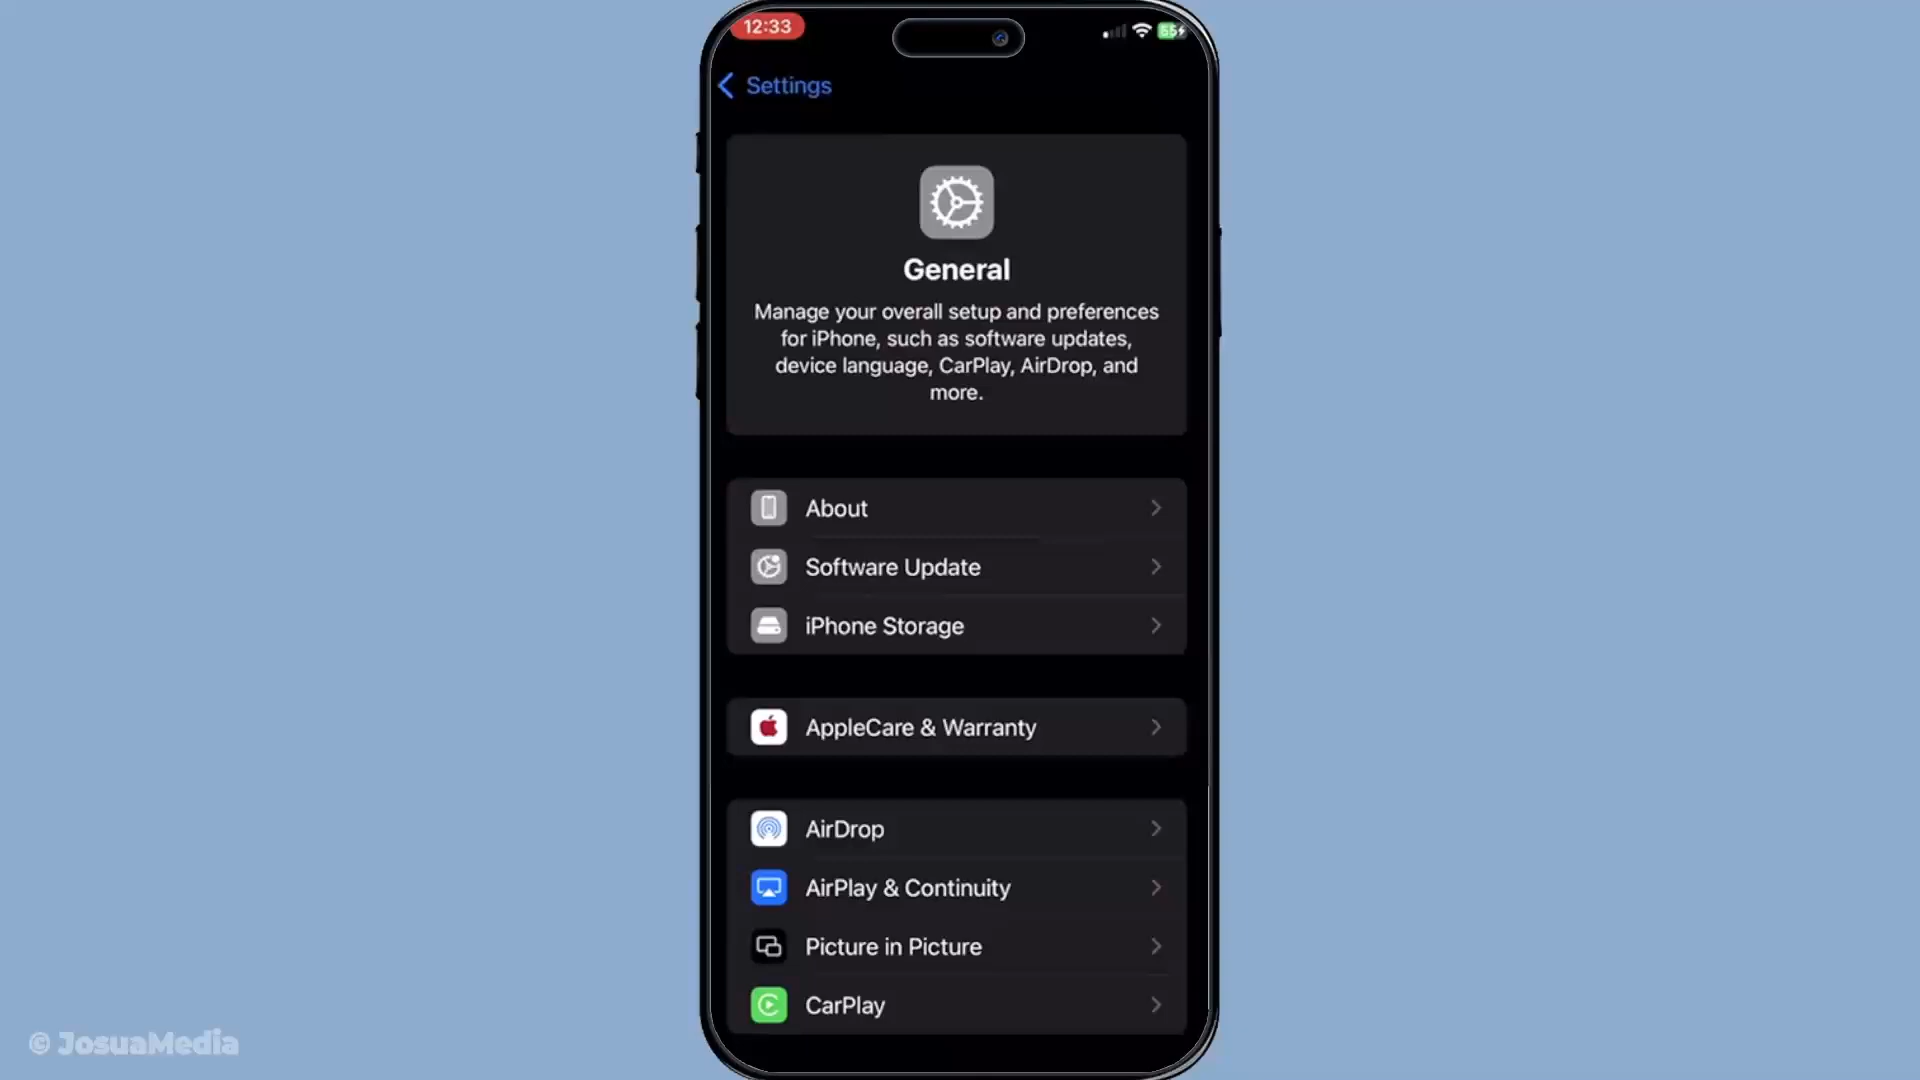 12:33
55
Settings
General
Manage your overall setup and preferences
for iPhone, such as software updates,
device language, CarPlay, AirDrop, and
more.
About
Software Update
iPhone Storage
AppleCare & Warranty
AirDrop
AirPlay & Continuity
Picture in Picture
CarPlay
© JosuaMedia